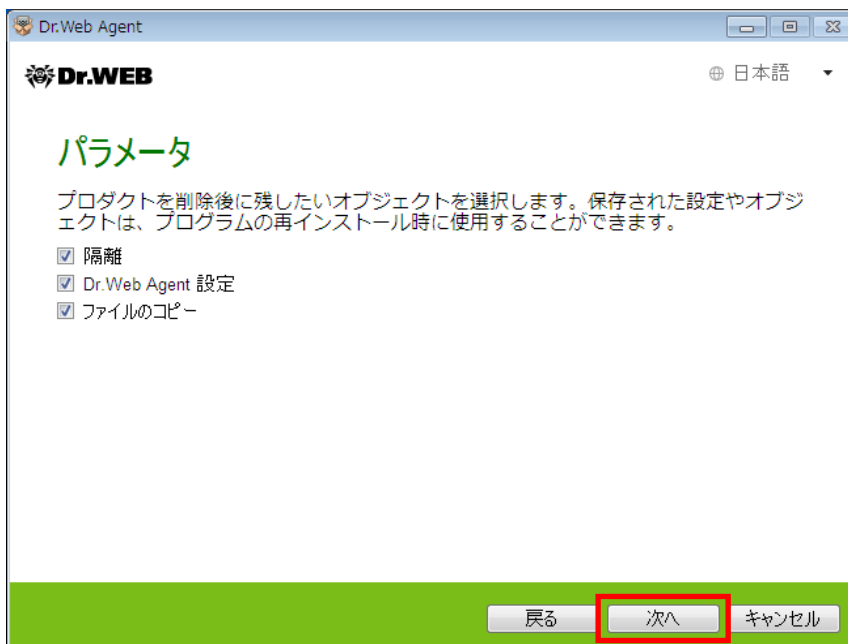 Dr.Web Agent
Dr.WEB
日本語
パラメータ
プロダクトを削除後に残したいオブジェクトを選択します。保存された設定やオブジ
ェクトは、プログラムの再インストール時に使用することができます。
隔離
Dr.Web Agent 設定
ファイルのコピー
戻る
次へ
キャンセル